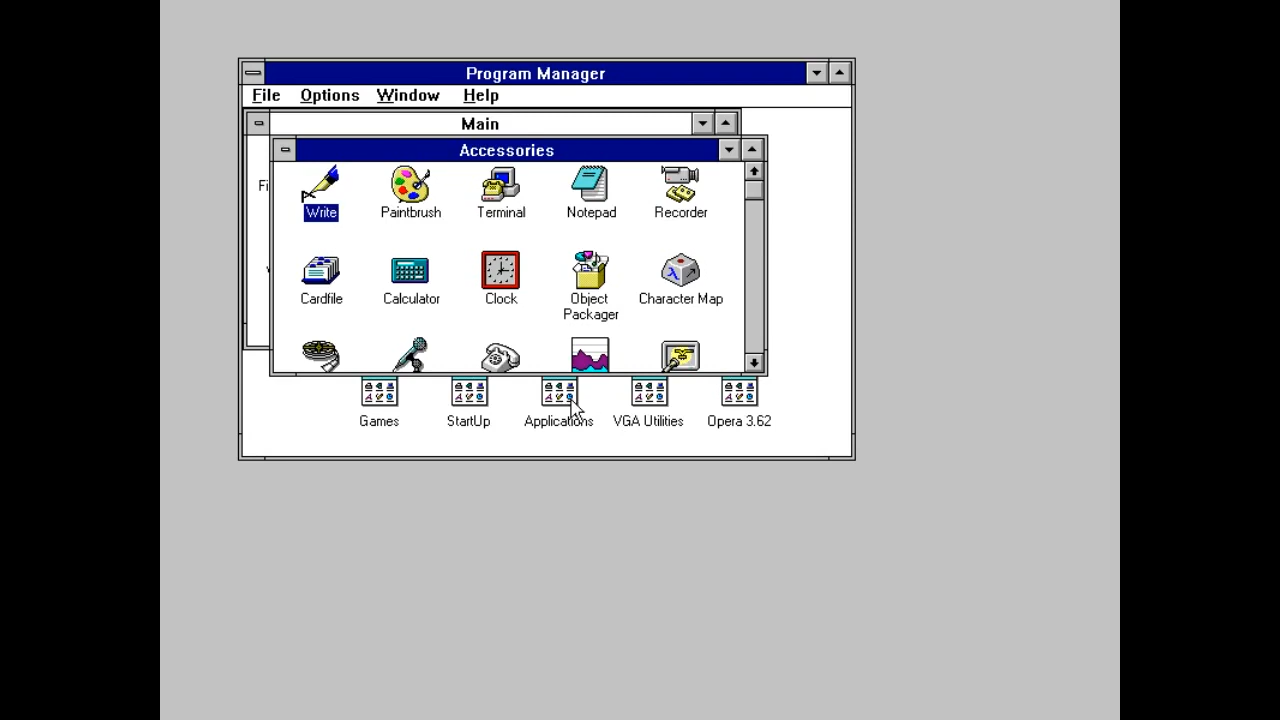 Program Manager
File Options Window Help
Main
Accessories
Fi
Write Paintbrush Terminal Notepad Recorder
Cardfile Calculator Clock Object Packager Character Map
Games StartUp Applications VGA Utilities Opera 3.62